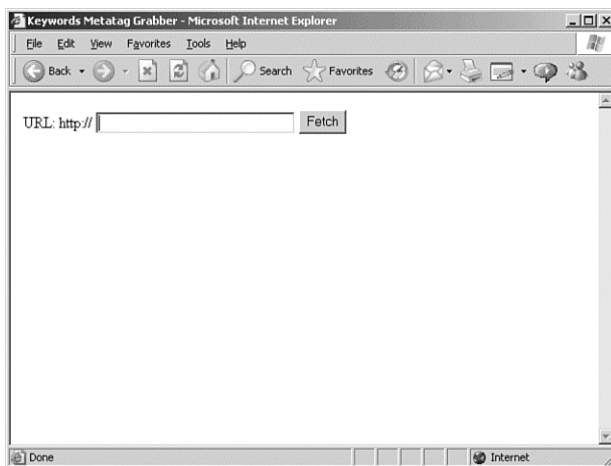 Keywords Metatag Grabber - Microsoft Internet Explorer
File Edit View Favorites Tools Help
Back Search Favorites
URL: http:// Fetch
Done Internet